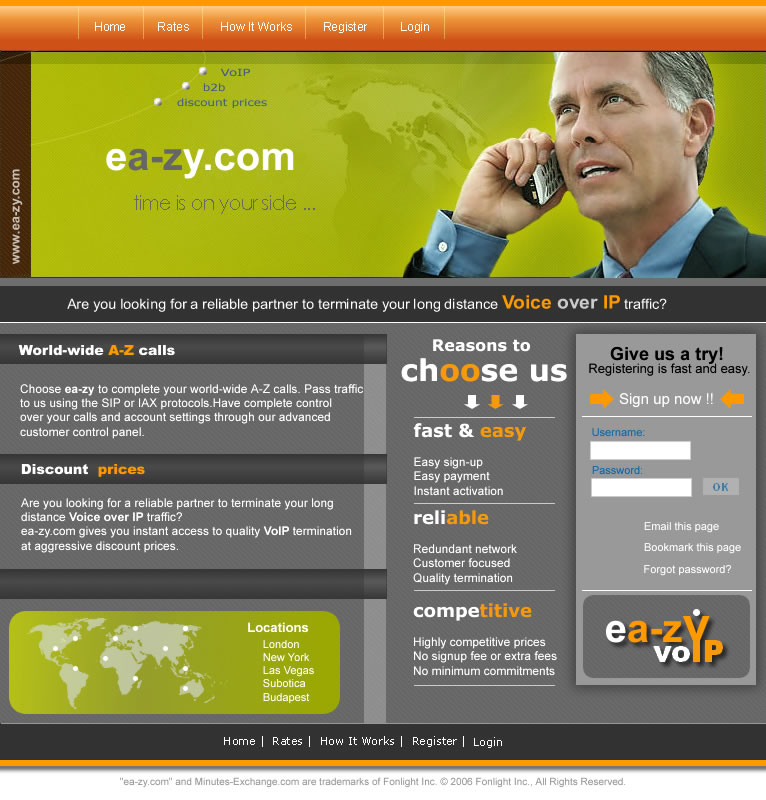 Home Rates How It Works Register Login
VoIP
b2b
discount prices
ea-zy.com
time is on your side ...
www.ea-zy.com
Are you looking for a reliable partner to terminate your long distance Voice over IP traffic?
World-wide A-Z calls
Choose ea-zy to complete your world-wide A-Z calls. Pass traffic
to us using the SIP or IAX protocols.Have complete control
over your calls and account settings through our advanced
customer control panel.
Discount prices
Are you looking for a reliable partner to terminate your long
distance Voice over IP traffic?
ea-zy.com gives you instant access to quality VoIP termination
at aggressive discount prices.
Locations
London
New York
Las Vegas
Subotica
Budapest
Reasons to
choose us
fast & easy
Easy sign-up
Easy payment
Instant activation
reliable
Redundant network
Customer focused
Quality termination
competitive
Highly competitive prices
No signup fee or extra fees
No minimum commitments
Give us a try!
Registering is fast and easy.
Sign up now !!
Username:
Password:
OK
Email this page
Bookmark this page
Forgot password?
ea-zy
voIP
Home | Rates | How It Works | Register | Login
"ea-zy.com" and Minutes-Exchange.com are trademarks of Fonlight Inc. © 2006 Fonlight Inc., All Rights Reserved.